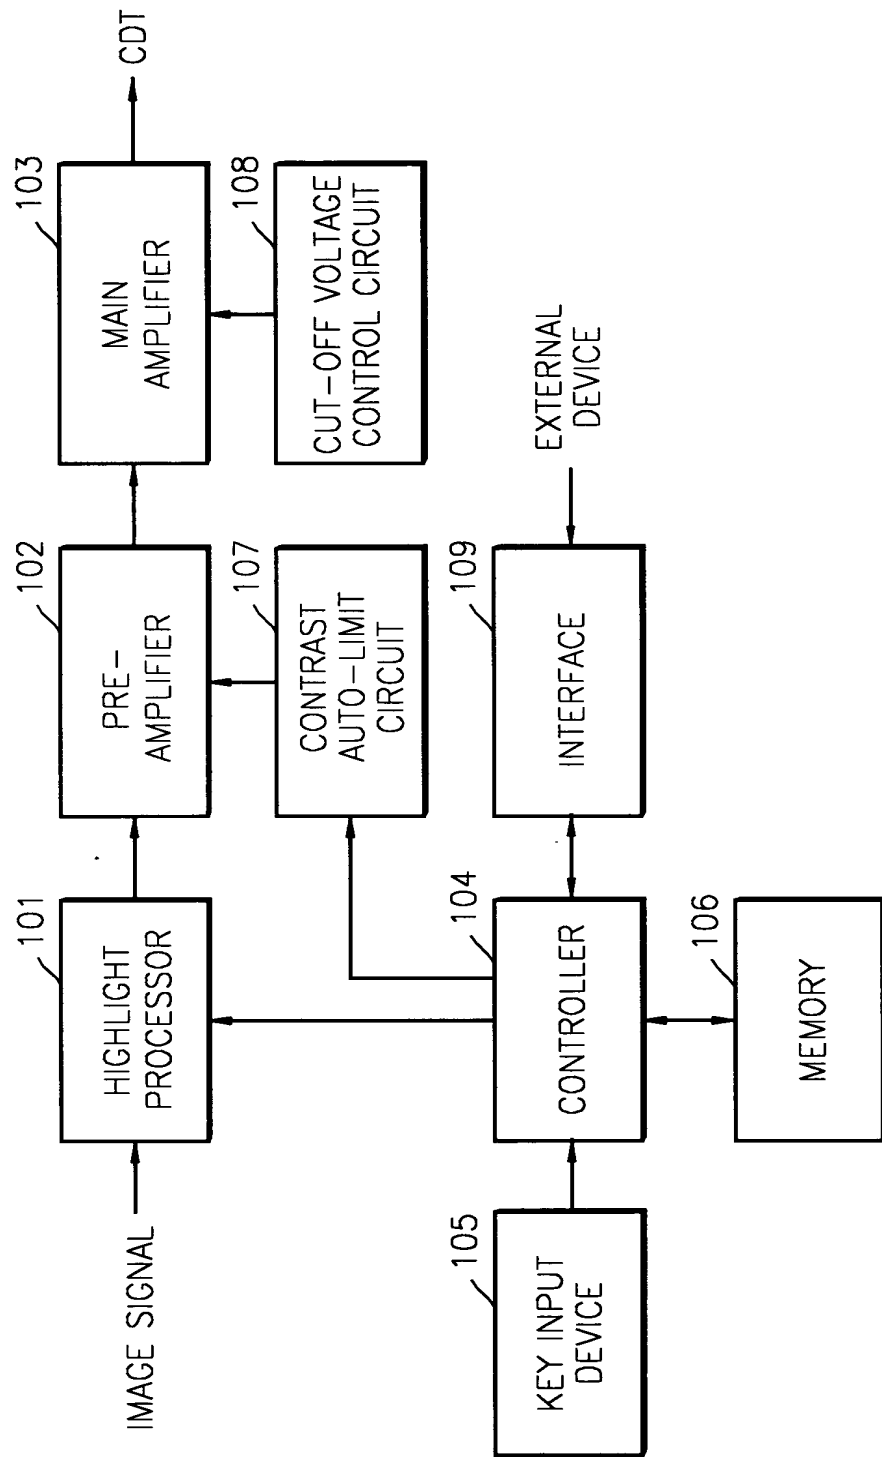 IMAGE SIGNAL
101
HIGHLIGHT
PROCESSOR
102
PRE-
AMPLIFIER
103
MAIN
AMPLIFIER
CDT
107
CONTRAST
AUTO-LIMIT
CIRCUIT
108
CUT-OFF VOLTAGE
CONTROL CIRCUIT
105
KEY INPUT
DEVICE
104
CONTROLLER
109
INTERFACE
EXTERNAL
DEVICE
106
MEMORY